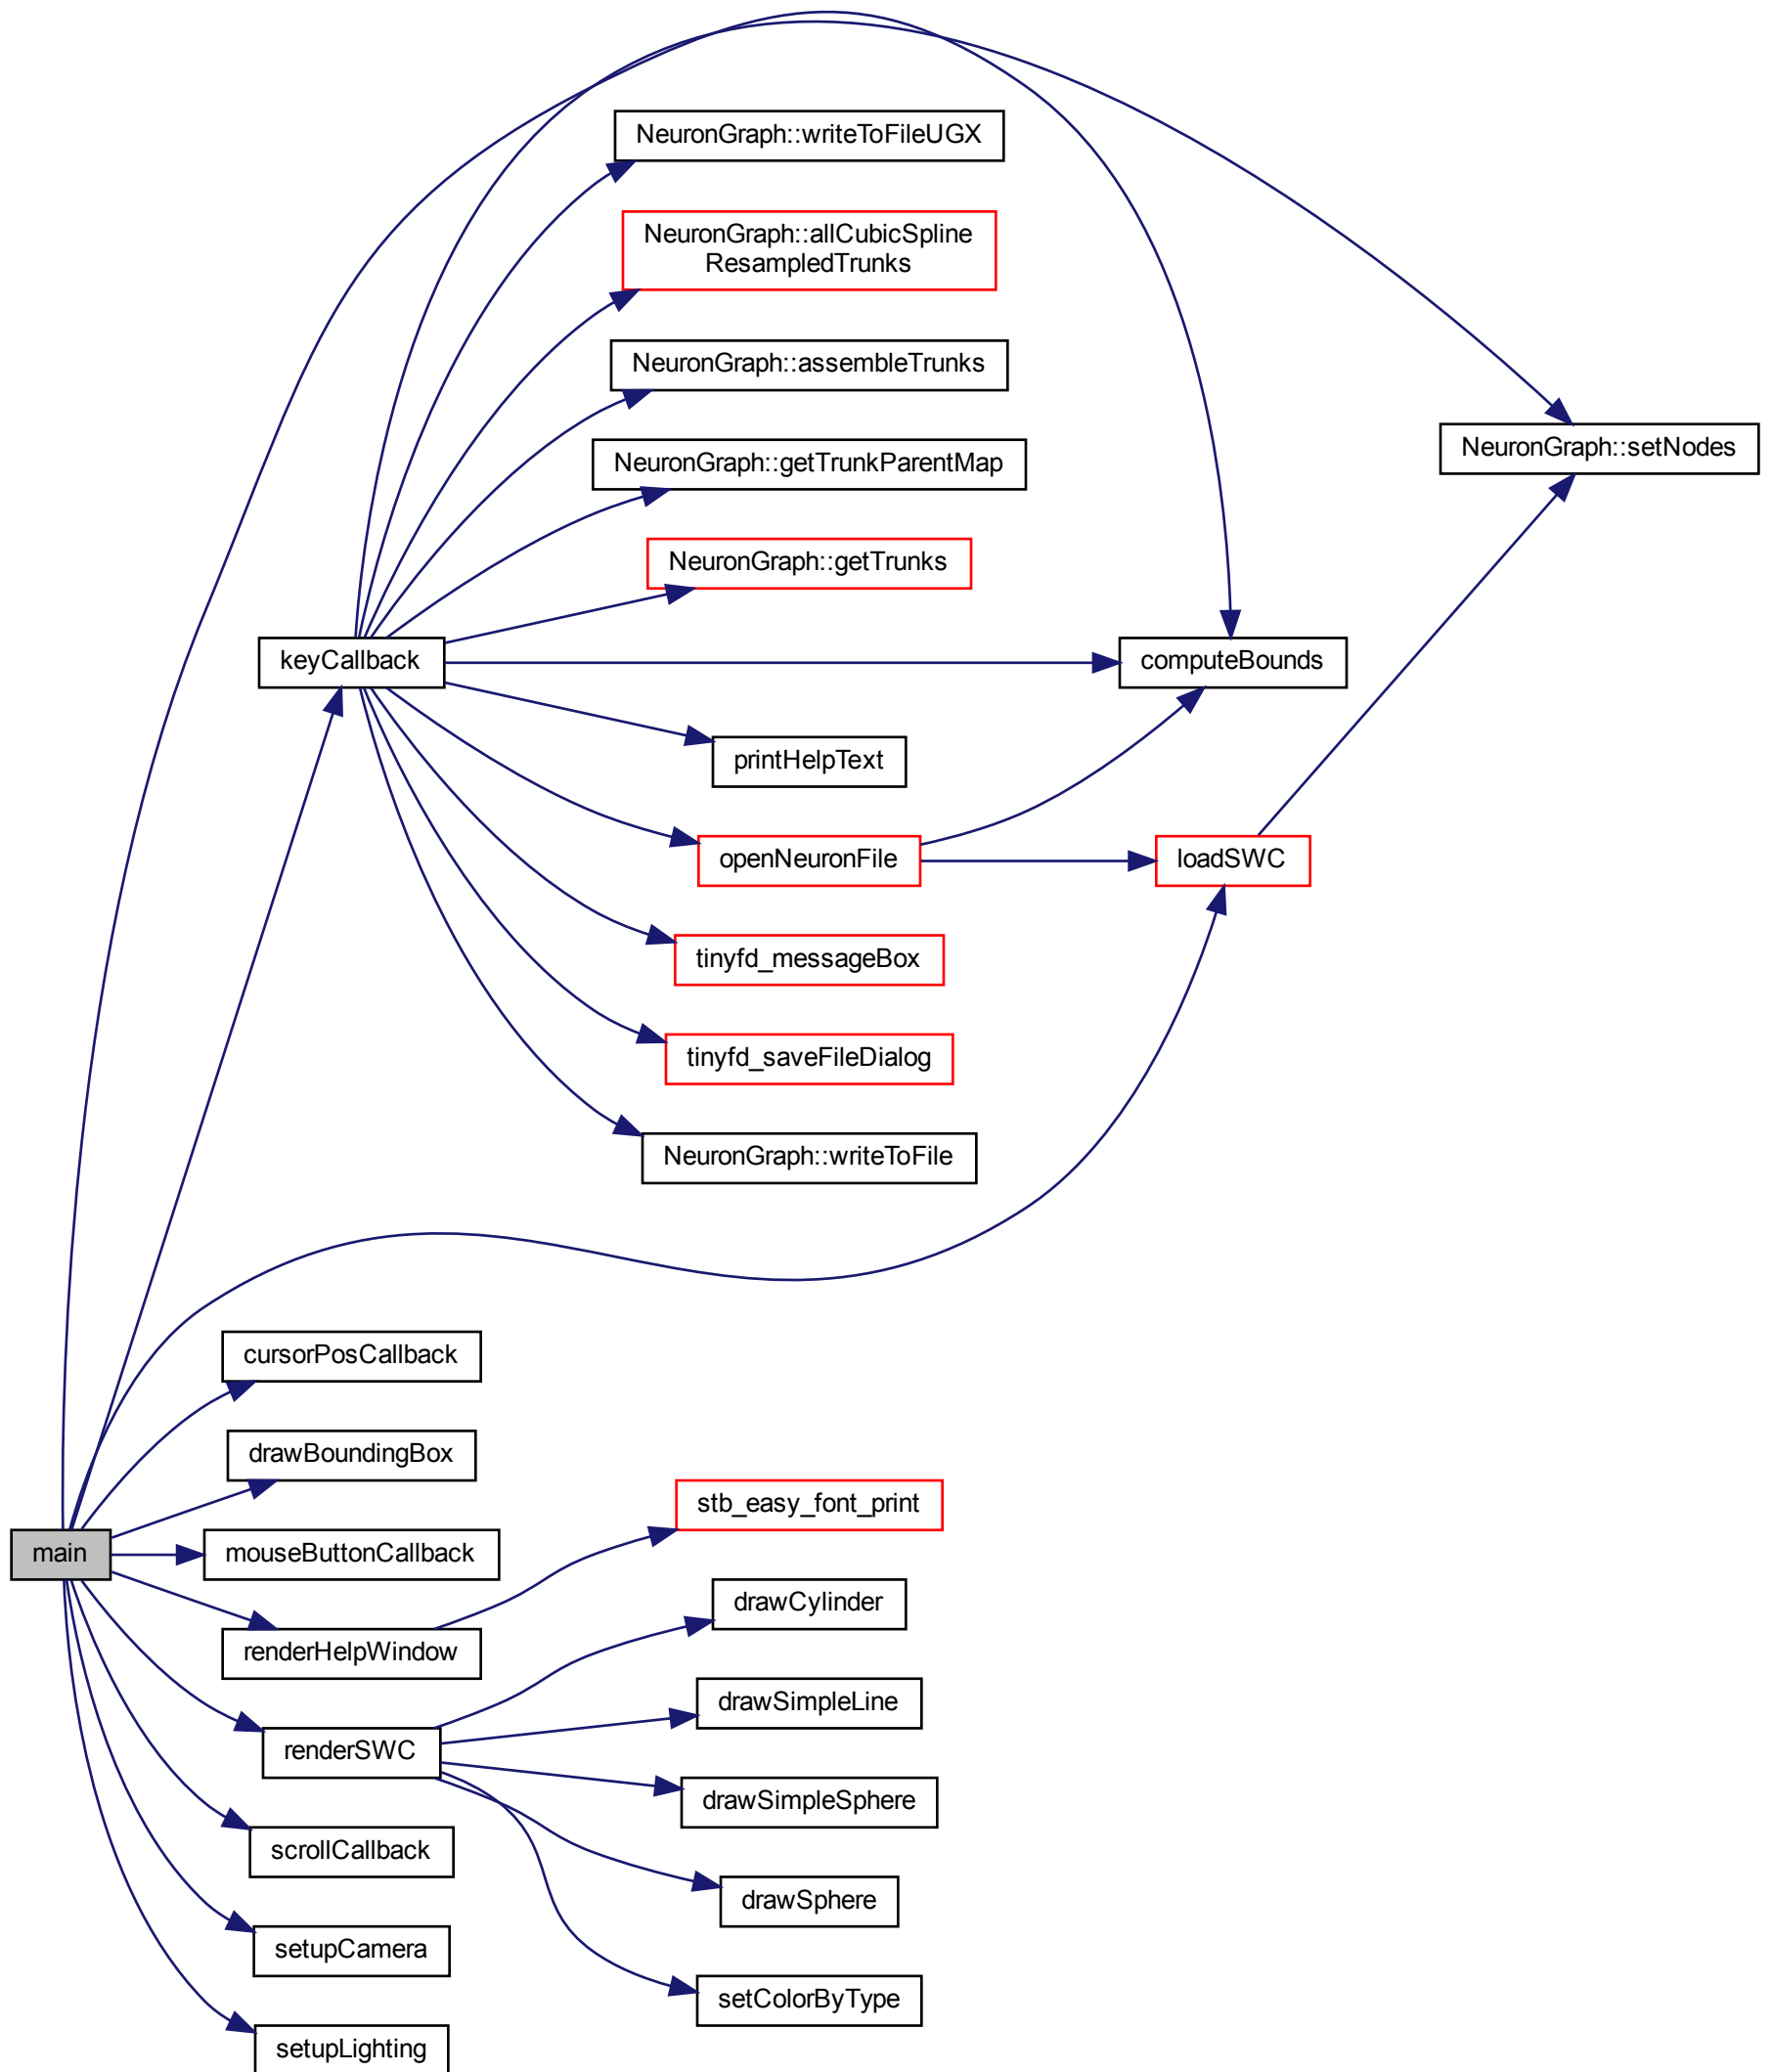 NeuronGraph::writeToFileUGX
NeuronGraph::allCubicSpline
ResampledTrunks
NeuronGraph::assembleTrunks
NeuronGraph::setNodes
NeuronGraph::getTrunkParentMap
NeuronGraph::getTrunks
keyCallback
computeBounds
printHelpText
openNeuronFile
loadSWC
tinyfd_messageBox
tinyfd_saveFileDialog
NeuronGraph::writeToFile
cursorPosCallback
drawBoundingBox
stb_easy_font_print
main
mouseButtonCallback
drawCylinder
renderHelpWindow
drawSimpleLine
renderSWC
drawSimpleSphere
scrollCallback
drawSphere
setupCamera
setColorByType
setupLighting